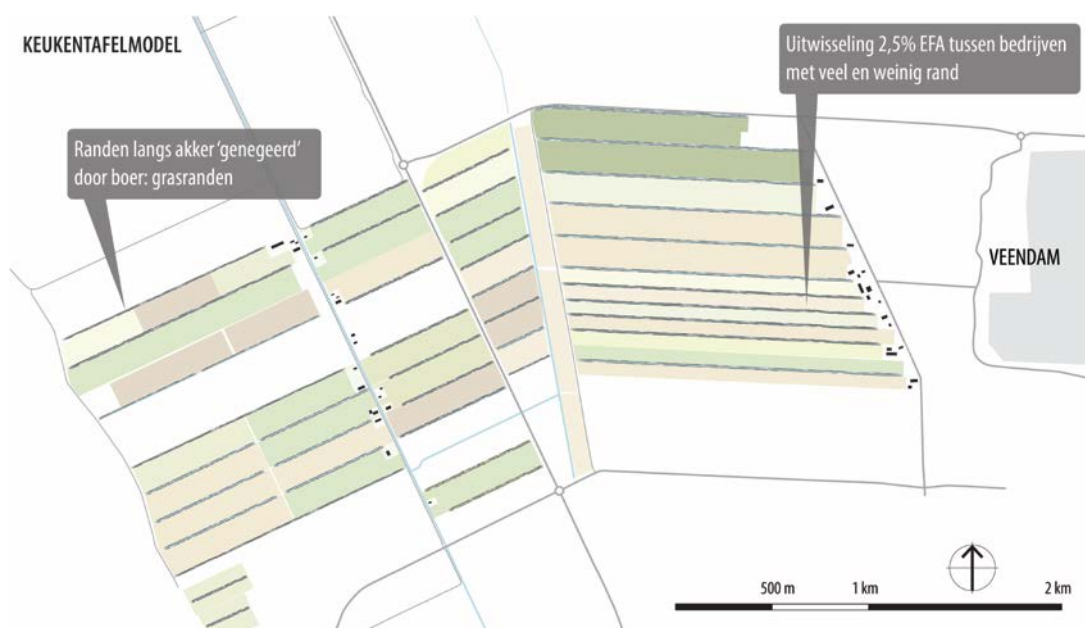 KEUKENTAFELMODEL
Uitwisseling 2,5% EFA tussen bedrijven
met veel en weinig rand
Randen langs akker ‘genegeerd’
door boer: grasranden
VEENDAM
500 m
1 km
2 km